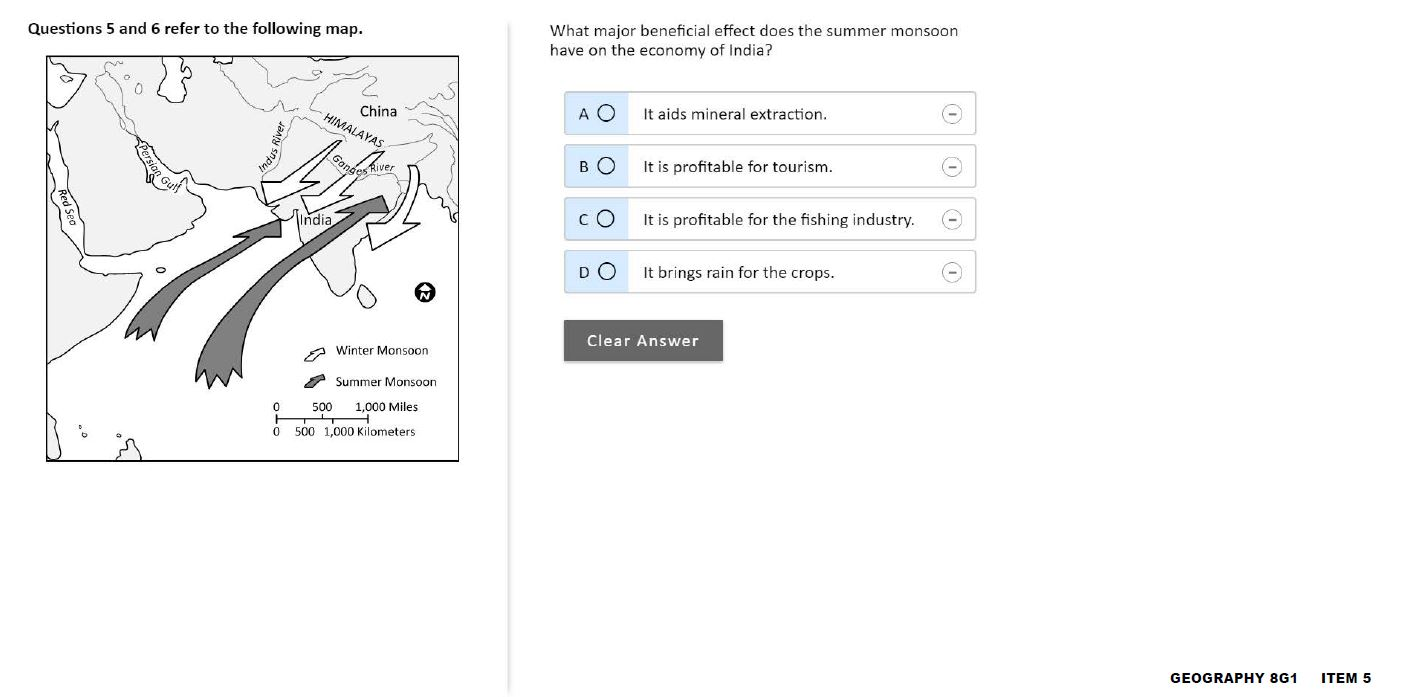 Questions 5 and 6 refer to the following map.
China
HIMALAYAS
Indus River
Ganges River
Persian Gulf
Red Sea
India
N
Winter Monsoon
Summer Monsoon
0 500 1,000 Miles
0 500 1,000 Kilometers
What major beneficial effect does the summer monsoon
have on the economy of India?
A It aids mineral extraction.
B It is profitable for tourism.
C It is profitable for the fishing industry.
D It brings rain for the crops.
Clear Answer
GEOGRAPHY 8G1 ITEM 5